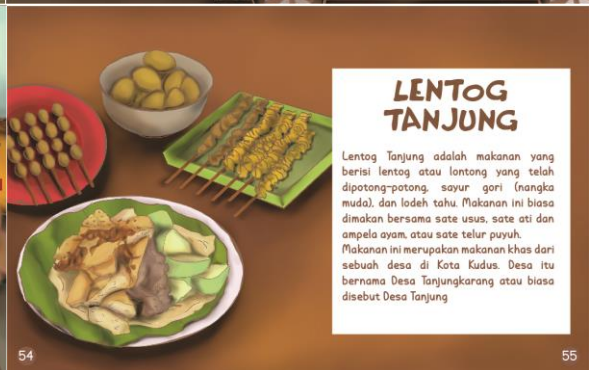 LENTOG
TANJUNG
Lentog Tanjung adalah makanan yang
berisi lentog atau lontong yang telah
dipotong-potong, sayur gori (nangka
muda), dan lodeh tahu. Makanan ini biasa
dimakan bersama sate usus, sate ati dan
ampela ayam, atau sate telur puyuh.
Makanan ini merupakan makanan khas dari
sebuah desa di Kota Kudus. Desa itu
bernama Desa Tanjungkarang atau biasa
disebut Desa Tanjung
54
55